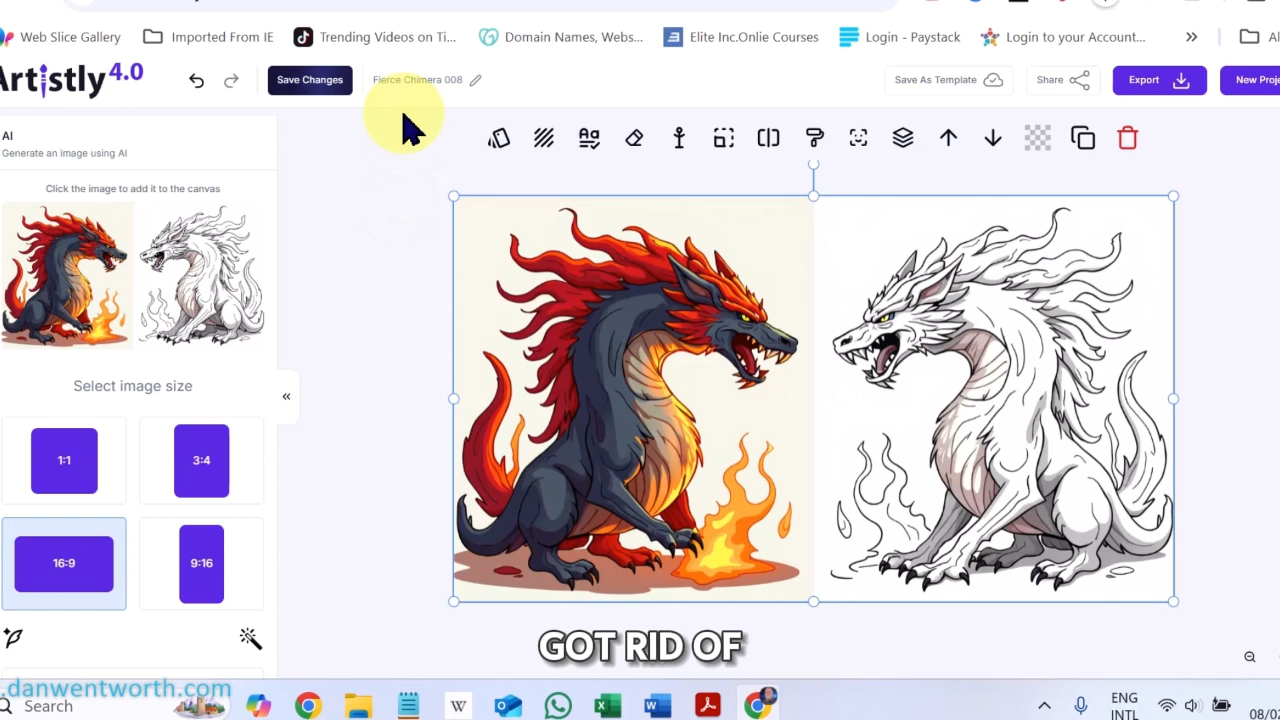 Web Slice Gallery
Imported From IE
Trending Videos on Ti...
Domain Names, Webs...
Elite Inc.Onlie Courses
Login - Paystack
Login to your Account...
»
Artistly 4.0
Save Changes
Fierce Chimera 008
Save As Template
Share
Export
New Proje
AI
Generate an image using AI
Click the image to add it to the canvas
Select image size
«
1:1
3:4
16:9
9:16
GOT RID OF
.danwentworth.com
Search
W
ENG
INTL
08/0